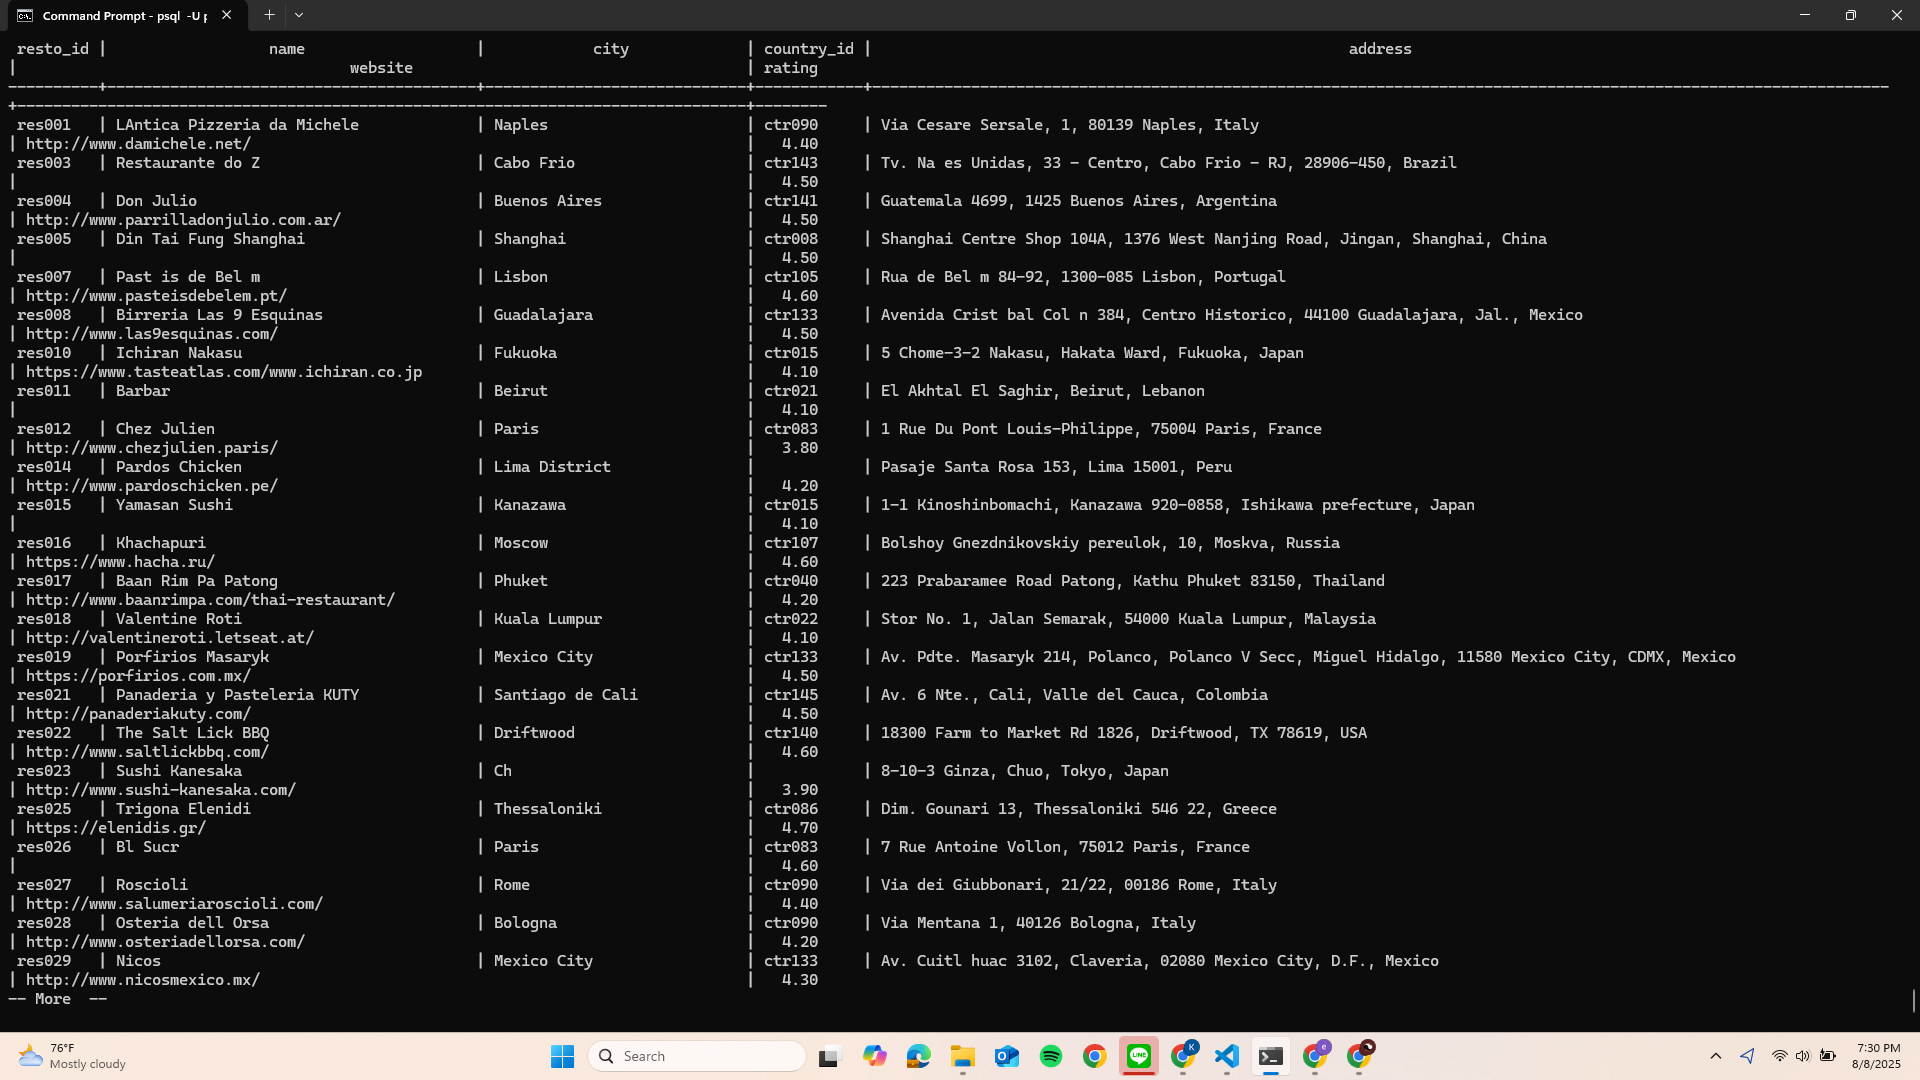 Command Prompt - psql  -U p
resto_id |                  name                   |            city             | country_id |                                                     address
|                                     website                                     | rating
----------+-----------------------------------------+-----------------------------+------------+-----------------------------------------------------------------------------------------------------------------
+---------------------------------------------------------------------------------+--------
res001   | LAntica Pizzeria da Michele             | Naples                      | ctr090     | Via Cesare Sersale, 1, 80139 Naples, Italy
| http://www.damichele.net/                                                       |   4.40
res003   | Restaurante do Z                        | Cabo Frio                   | ctr143     | Tv. Na es Unidas, 33 - Centro, Cabo Frio - RJ, 28906-450, Brazil
|                                                                                 |   4.50
res004   | Don Julio                               | Buenos Aires                | ctr141     | Guatemala 4699, 1425 Buenos Aires, Argentina
| http://www.parrilladonjulio.com.ar/                                             |   4.50
res005   | Din Tai Fung Shanghai                   | Shanghai                    | ctr008     | Shanghai Centre Shop 104A, 1376 West Nanjing Road, Jingan, Shanghai, China
|                                                                                 |   4.50
res007   | Past is de Bel m                        | Lisbon                      | ctr105     | Rua de Bel m 84-92, 1300-085 Lisbon, Portugal
| http://www.pasteisdebelem.pt/                                                   |   4.60
res008   | Birreria Las 9 Esquinas                 | Guadalajara                 | ctr133     | Avenida Crist bal Col n 384, Centro Historico, 44100 Guadalajara, Jal., Mexico
| http://www.las9esquinas.com/                                                    |   4.50
res010   | Ichiran Nakasu                          | Fukuoka                     | ctr015     | 5 Chome-3-2 Nakasu, Hakata Ward, Fukuoka, Japan
| https://www.tasteatlas.com/www.ichiran.co.jp                                    |   4.10
res011   | Barbar                                  | Beirut                      | ctr021     | El Akhtal El Saghir, Beirut, Lebanon
|                                                                                 |   4.10
res012   | Chez Julien                             | Paris                       | ctr083     | 1 Rue Du Pont Louis-Philippe, 75004 Paris, France
| http://www.chezjulien.paris/                                                    |   3.80
res014   | Pardos Chicken                          | Lima District               |            | Pasaje Santa Rosa 153, Lima 15001, Peru
| http://www.pardoschicken.pe/                                                    |   4.20
res015   | Yamasan Sushi                           | Kanazawa                    | ctr015     | 1-1 Kinoshinbomachi, Kanazawa 920-0858, Ishikawa prefecture, Japan
|                                                                                 |   4.10
res016   | Khachapuri                              | Moscow                      | ctr107     | Bolshoy Gnezdnikovskiy pereulok, 10, Moskva, Russia
| https://www.hacha.ru/                                                           |   4.60
res017   | Baan Rim Pa Patong                      | Phuket                      | ctr040     | 223 Prabaramee Road Patong, Kathu Phuket 83150, Thailand
| http://www.baanrimpa.com/thai-restaurant/                                       |   4.20
res018   | Valentine Roti                          | Kuala Lumpur                | ctr022     | Stor No. 1, Jalan Semarak, 54000 Kuala Lumpur, Malaysia
| http://valentineroti.letseat.at/                                                |   4.10
res019   | Porfirios Masaryk                       | Mexico City                 | ctr133     | Av. Pdte. Masaryk 214, Polanco, Polanco V Secc, Miguel Hidalgo, 11580 Mexico City, CDMX, Mexico
| https://porfirios.com.mx/                                                       |   4.50
res021   | Panaderia y Pasteleria KUTY             | Santiago de Cali            | ctr145     | Av. 6 Nte., Cali, Valle del Cauca, Colombia
| http://panaderiakuty.com/                                                       |   4.50
res022   | The Salt Lick BBQ                       | Driftwood                   | ctr140     | 18300 Farm to Market Rd 1826, Driftwood, TX 78619, USA
| http://www.saltlickbbq.com/                                                     |   4.60
res023   | Sushi Kanesaka                          | Ch                          |            | 8-10-3 Ginza, Chuo, Tokyo, Japan
| http://www.sushi-kanesaka.com/                                                  |   3.90
res025   | Trigona Elenidi                         | Thessaloniki                | ctr086     | Dim. Gounari 13, Thessaloniki 546 22, Greece
| https://elenidis.gr/                                                            |   4.70
res026   | Bl Sucr                                 | Paris                       | ctr083     | 7 Rue Antoine Vollon, 75012 Paris, France
|                                                                                 |   4.60
res027   | Roscioli                                | Rome                        | ctr090     | Via dei Giubbonari, 21/22, 00186 Rome, Italy
| http://www.salumeriaroscioli.com/                                               |   4.40
res028   | Osteria dell Orsa                       | Bologna                     | ctr090     | Via Mentana 1, 40126 Bologna, Italy
| http://www.osteriadellorsa.com/                                                 |   4.20
res029   | Nicos                                   | Mexico City                 | ctr133     | Av. Cuitl huac 3102, Claveria, 02080 Mexico City, D.F., Mexico
| http://www.nicosmexico.mx/                                                      |   4.30
-- More  --
76°F
Mostly cloudy
Search
LINE
K
e
7:30 PM
8/8/2025